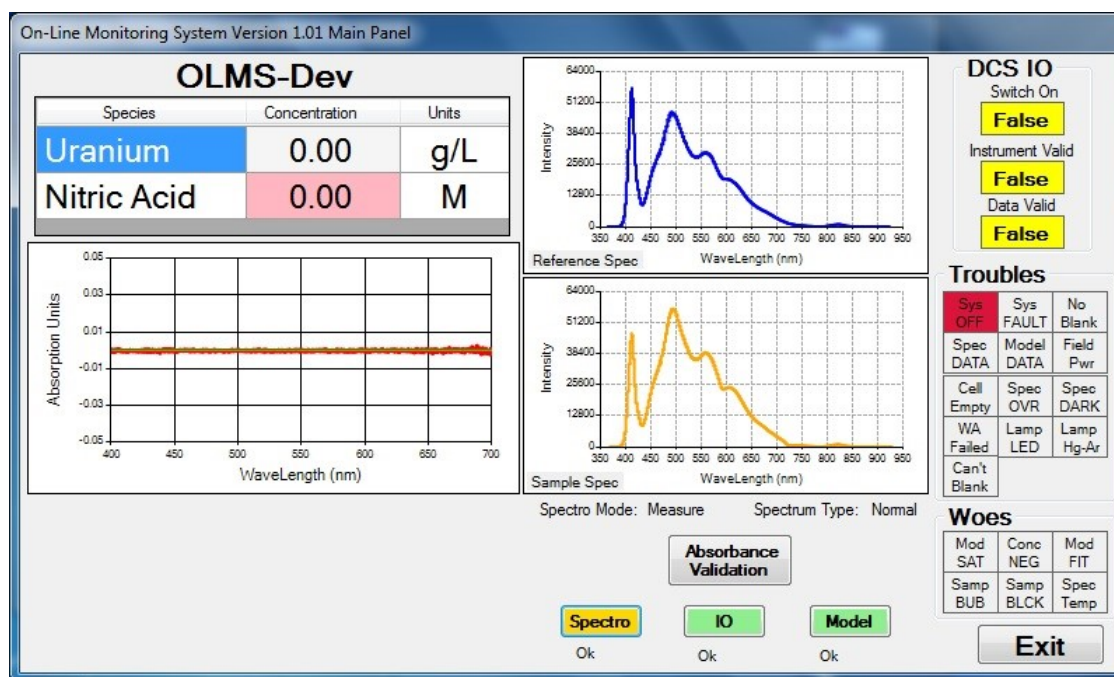 On-Line Monitoring System Version 1.01 Main Panel
OLMS-Dev
Species Concentration Units
Uranium 0.00 g/L
Nitric Acid 0.00 M
Absorption Units
0.05
0.03
0.01
-0.01
-0.03
-0.05
400 450 500 550 600 650 700
WaveLength (nm)
Intensity
64000
51200
38400
25600
12800
0
350 400 450 500 550 600 650 700 750 800 850 900 950
Reference Spec WaveLength (nm)
Intensity
64000
51200
38400
25600
12800
0
350 400 450 500 550 600 650 700 750 800 850 900 950
Sample Spec WaveLength (nm)
Spectro Mode: Measure Spectrum Type: Normal
Absorbance
Validation
Spectro IO Model
Ok Ok Ok
DCS IO
Switch On
False
Instrument Valid
False
Data Valid
False
Troubles
Sys Sys No
OFF FAULT Blank
Spec Model Field
DATA DATA Pwr
Cell Spec Spec
Empty OVR DARK
WA Lamp Lamp
Failed LED Hg-Ar
Can't
Blank
Woes
Mod Conc Mod
SAT NEG FIT
Samp Samp Spec
BUB BLCK Temp
Exit